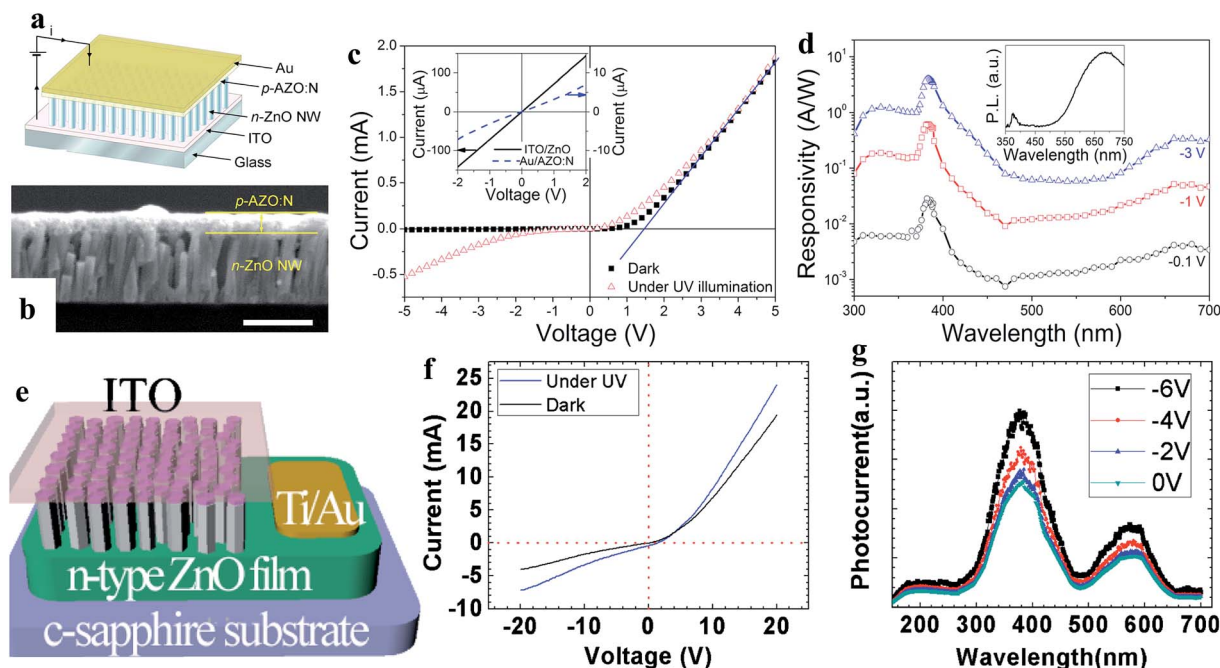 a
i
Au
p-AZO:N
n-ZnO NW
ITO
Glass
b
p-AZO:N
n-ZnO NW
c
Current (mA)
2.0
1.5
1.0
0.5
0.0
-0.5
-5 -4 -3 -2 -1 0 1 2 3 4 5
Voltage (V)
Dark
Under UV illumination
Current (μA)
100
0
-100
10
0
-10
Current (μA)
ITO/ZnO
Au/AZO:N
-2 -1 0 1 2
Voltage (V)
d
Responsivity (A/W)
10¹
10⁰
10⁻¹
10⁻²
10⁻³
300 400 500 600 700
Wavelength (nm)
-3 V
-1 V
-0.1 V
P.L. (a.u.)
350 450 550 650 750
Wavelength (nm)
e
ITO
Ti/Au
n-type ZnO film
c-sapphire substrate
f
Under UV
Dark
Current (mA)
25
20
15
10
5
0
-5
-10
-20 -10 0 10 20
Voltage (V)
g
-6V
-4V
-2V
0V
Photocurrent(a.u.)
200 300 400 500 600 700
Wavelength(nm)